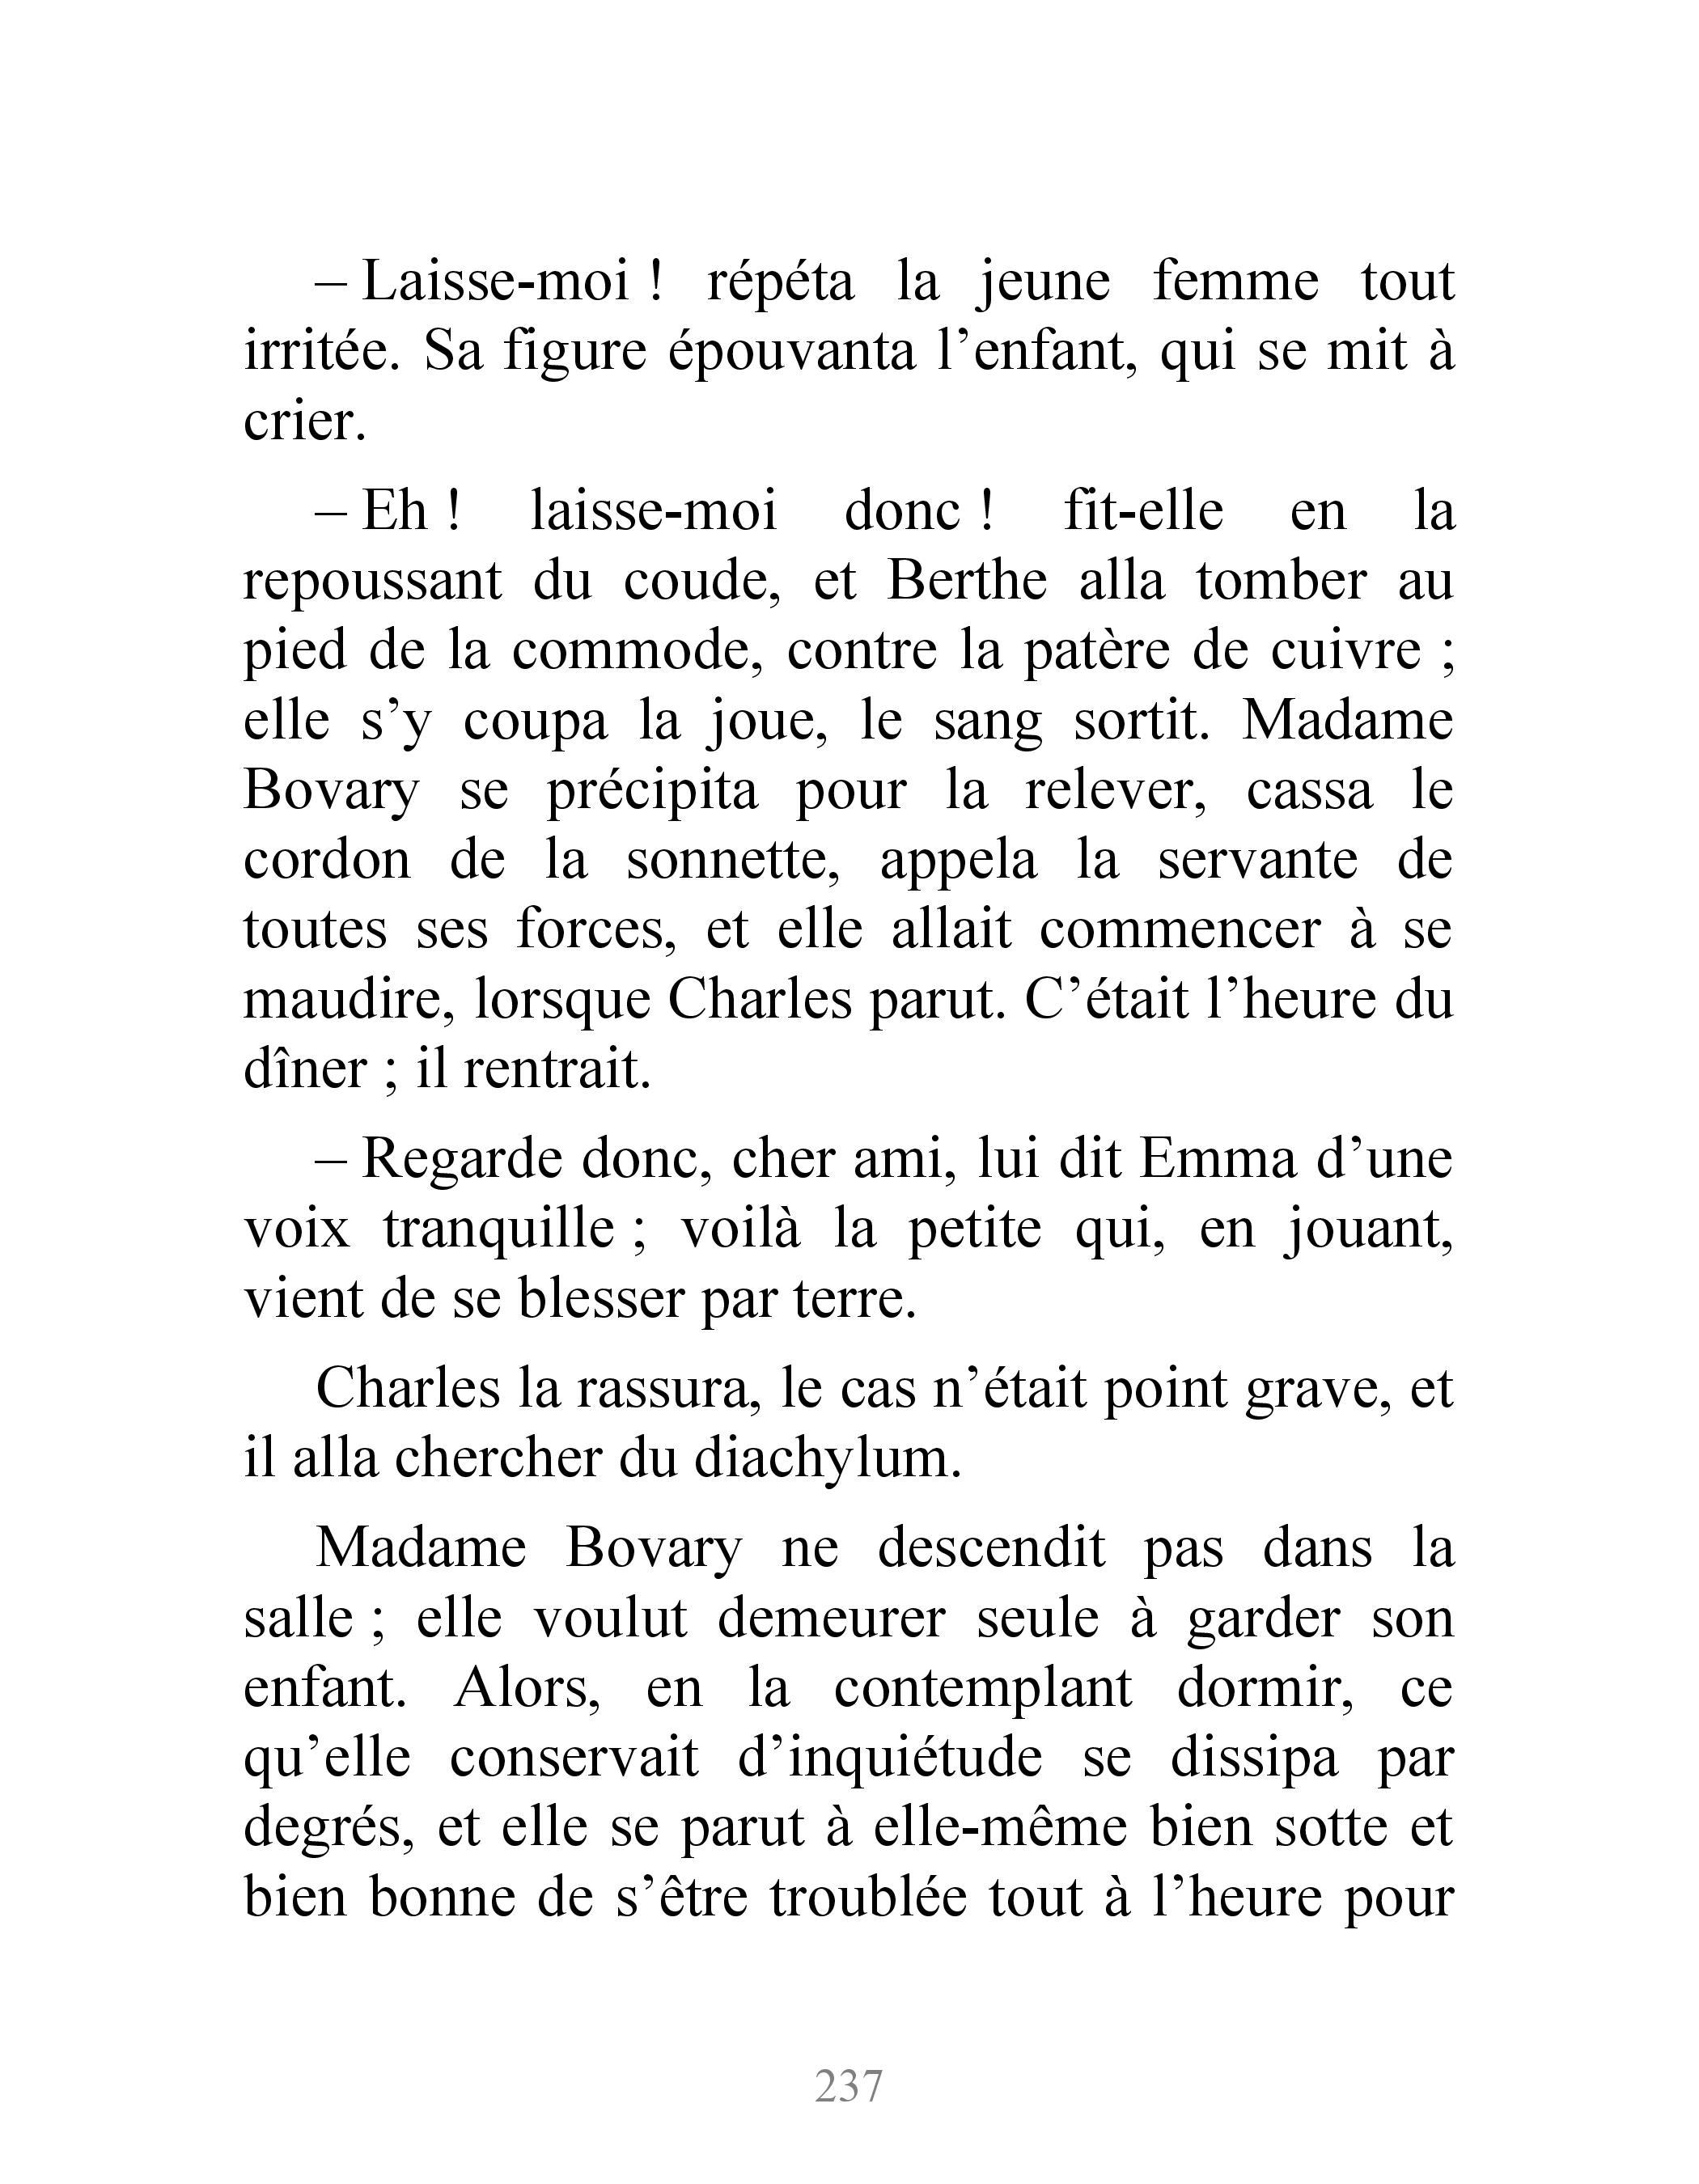 – Laisse-moi ! répéta la jeune femme tout
irritée. Sa figure épouvanta l’enfant, qui se mit à
crier.
– Eh ! laisse-moi donc ! fit-elle en la
repoussant du coude, et Berthe alla tomber au
pied de la commode, contre la patère de cuivre ;
elle s’y coupa la joue, le sang sortit. Madame
Bovary se précipita pour la relever, cassa le
cordon de la sonnette, appela la servante de
toutes ses forces, et elle allait commencer à se
maudire, lorsque Charles parut. C’était l’heure du
dîner ; il rentrait.
– Regarde donc, cher ami, lui dit Emma d’une
voix tranquille ; voilà la petite qui, en jouant,
vient de se blesser par terre.
Charles la rassura, le cas n’était point grave, et
il alla chercher du diachylum.
Madame Bovary ne descendit pas dans la
salle ; elle voulut demeurer seule à garder son
enfant. Alors, en la contemplant dormir, ce
qu’elle conservait d’inquiétude se dissipa par
degrés, et elle se parut à elle-même bien sotte et
bien bonne de s’être troublée tout à l’heure pour
237